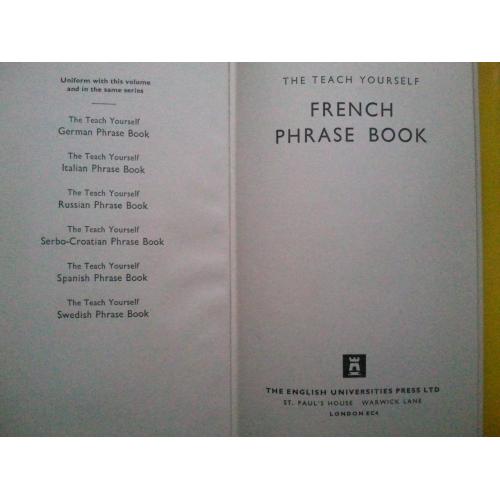 Uniform with this volume
and in the same series
The Teach Yourself
German Phrase Book
The Teach Yourself
Italian Phrase Book
The Teach Yourself
Russian Phrase Book
The Teach Yourself
Serbo-Croatian Phrase Book
The Teach Yourself
Spanish Phrase Book
The Teach Yourself
Swedish Phrase Book
THE TEACH YOURSELF
FRENCH
PHRASE BOOK
THE ENGLISH UNIVERSITIES PRESS LTD
ST. PAUL'S HOUSE WARWICK LANE
LONDON EC4